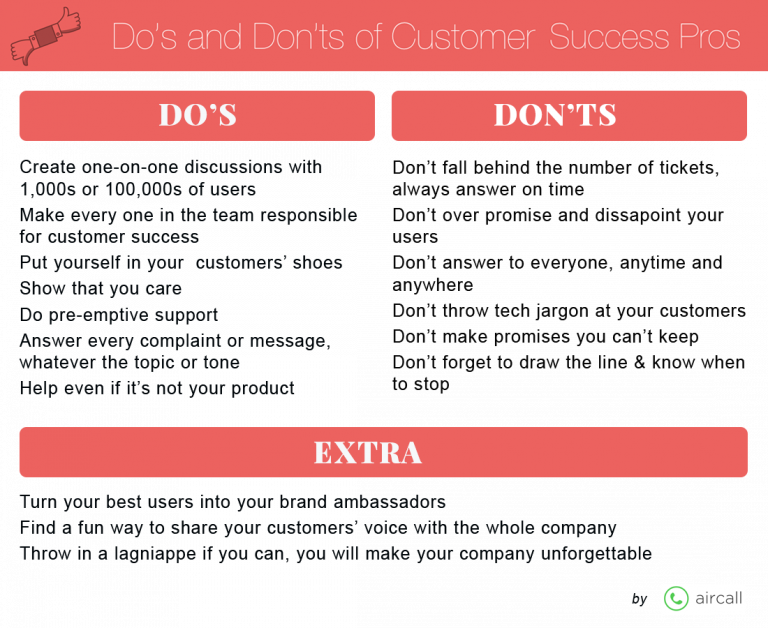 Do's and Don'ts of Customer Success Pros
DO'S
Create one-on-one discussions with
1,000s or 100,000s of users
Make every one in the team responsible
for customer success
Put yourself in your customers' shoes
Show that you care
Do pre-emptive support
Answer every complaint or message,
whatever the topic or tone
Help even if it's not your product
DON'TS
Don't fall behind the number of tickets,
always answer on time
Don't over promise and dissapoint your
users
Don't answer to everyone, anytime and
anywhere
Don't throw tech jargon at your customers
Don't make promises you can't keep
Don't forget to draw the line & know when
to stop
EXTRA
Turn your best users into your brand ambassadors
Find a fun way to share your customers' voice with the whole company
Throw in a lagniappe if you can, you will make your company unforgettable
by aircall